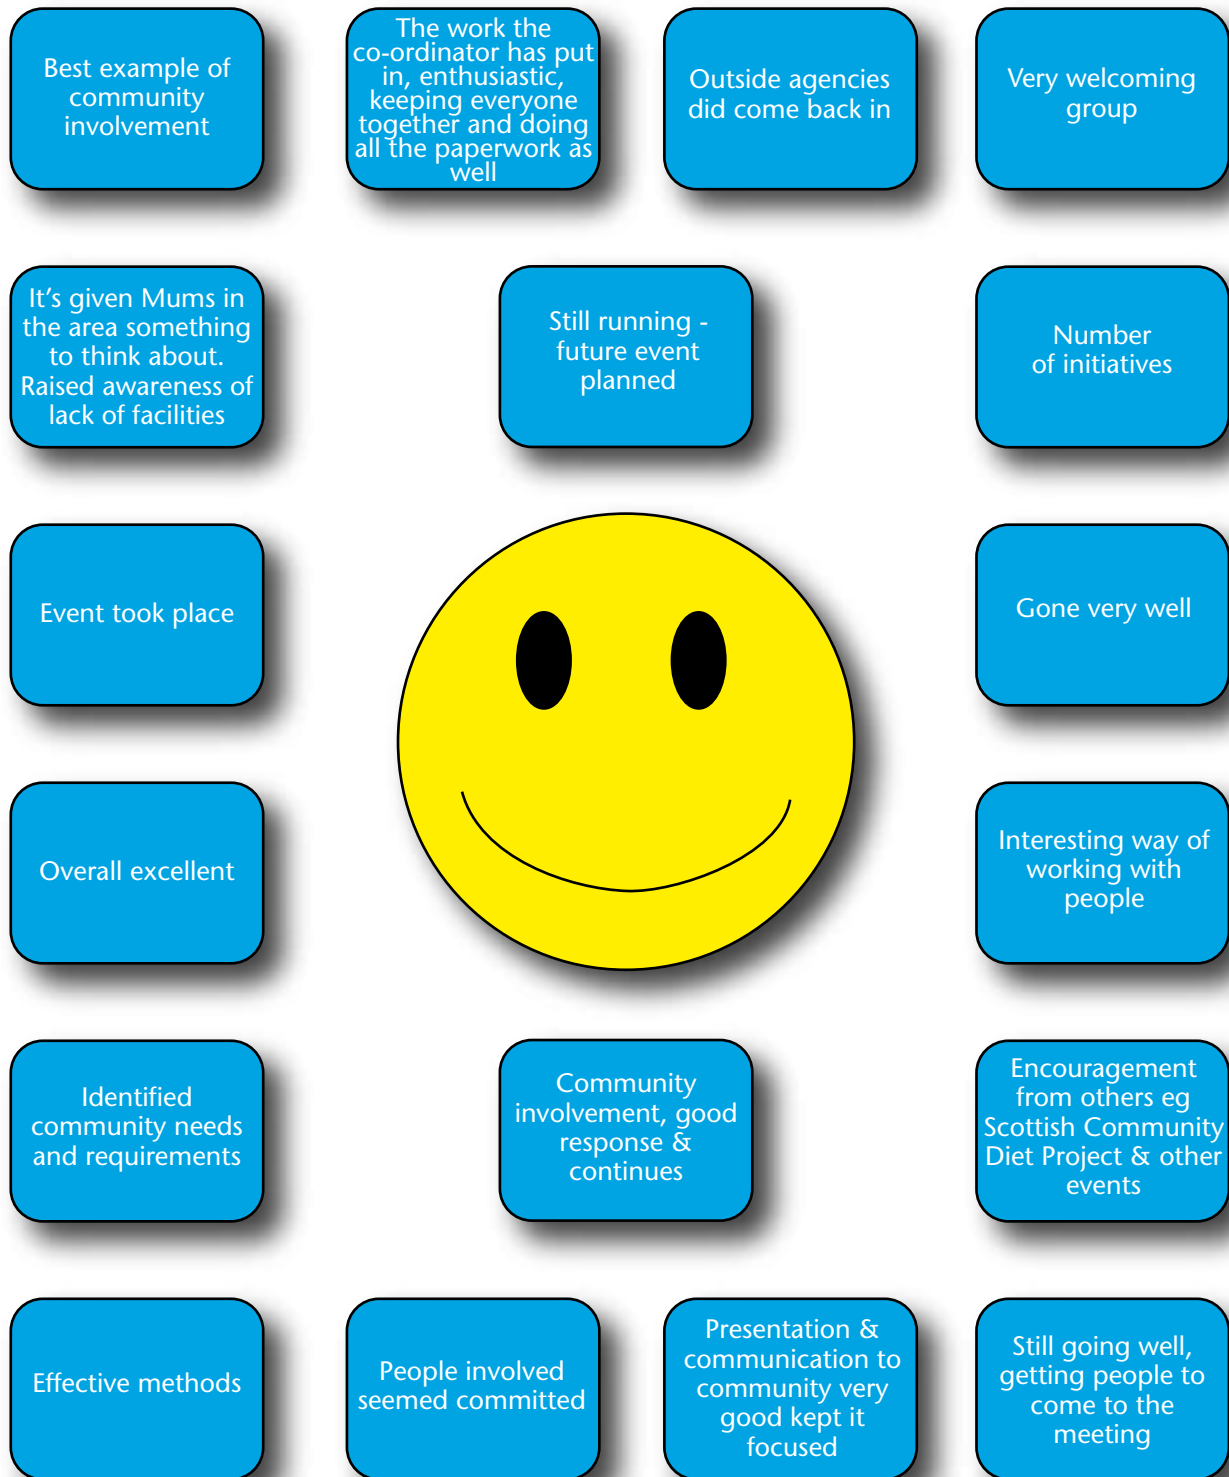 Best example of
community
involvement
The work the
co-ordinator has put
in, enthusiastic,
keeping everyone
together and doing
all the paperwork as
well
Outside agencies
did come back in
Very welcoming
group
It’s given Mums in
the area something
to think about.
Raised awareness of
lack of facilities
Still running -
future event
planned
Number
of initiatives
Event took place
Gone very well
Overall excellent
Interesting way of
working with
people
Identified
community needs
and requirements
Community
involvement, good
response &
continues
Encouragement
from others eg
Scottish Community
Diet Project & other
events
Effective methods
People involved
seemed committed
Presentation &
communication to
community very
good kept it
focused
Still going well,
getting people to
come to the
meeting